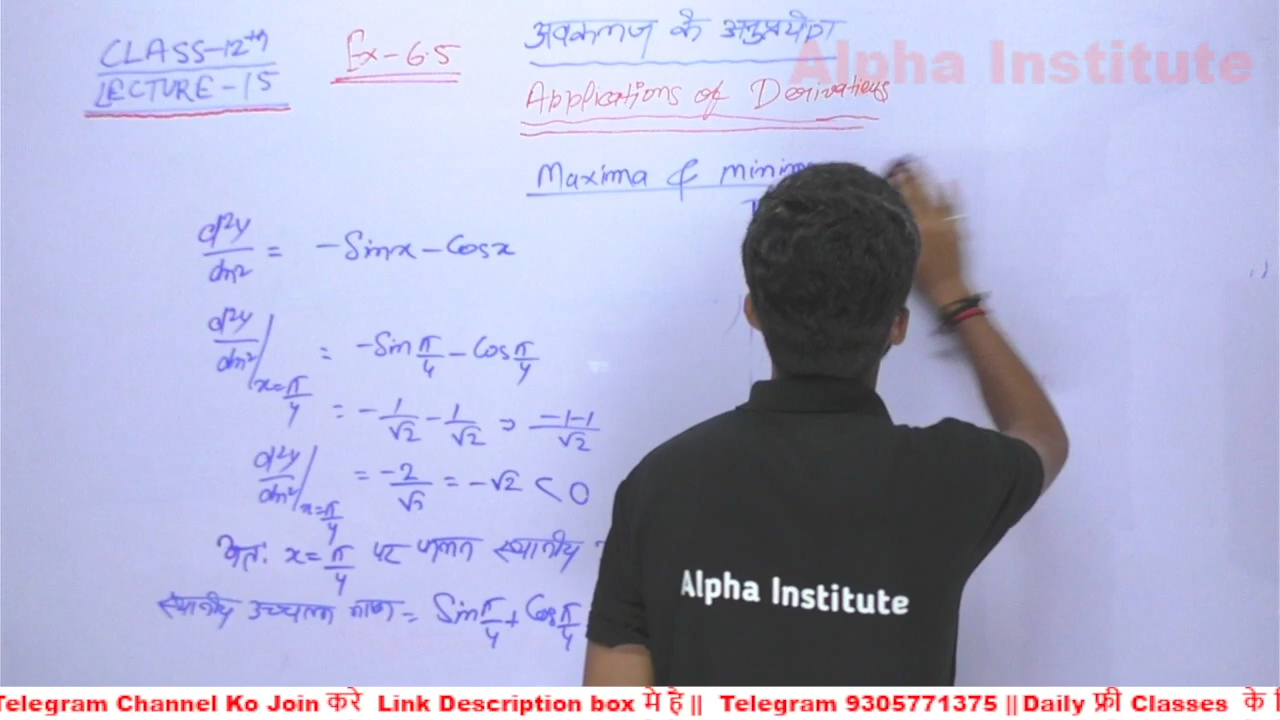 CLASS-12th
LECTURE-15
Ex-6.5
अवकलज के अनुप्रयोग
Alpha Institute
Applications of Derivatives
Maxima & minima
d²y/dx² = -Sinx - Cosx
d²y/dx²|x=π/4 = -Sin π/4 - Cos π/4
= -1/√2 - 1/√2 ⇒ -1-1/√2
d²y/dx²|x=π/4 = -2/√2 = -√2 < 0
अतः x = π/4 पर फलन स्थानीय
स्थानीय उच्चतम मान = Sin π/4 + Cos π/4
Alpha Institute
Telegram Channel Ko Join करे Link Description box मे है || Telegram 9305771375 || Daily फ्री Classes के